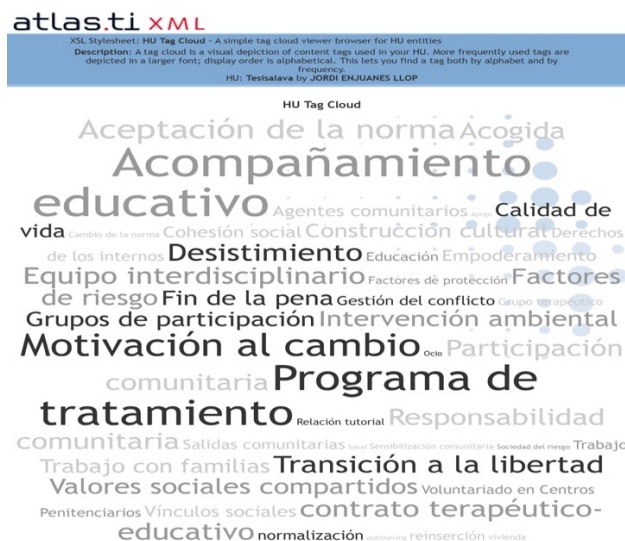 atlas.ti XML
XSL Stylesheet: HU Tag Cloud - A simple tag cloud viewer browser for HU entities
Description: A tag cloud is a visual depiction of content tags used in your HU. More frequently used tags are
depicted in a larger font; display order is alphabetical. This lets you find a tag both by alphabet and by
frequency.
HU: Tesisalava by JORDI ENJUANES LLOP
HU Tag Cloud
Aceptación de la norma Acogida
Acompañamiento
educativo Agentes comunitarios Apego Calidad de
vida Cambio de la norma Cohesión social Construcción cultural Derechos
de los internos Desistimiento Educación Empoderamiento
Equipo interdisciplinario Factores de protección Factores
de riesgo Fin de la pena Gestión del conflicto Grupo terapeutico
Grupos de participación Intervención ambiental
Motivación al cambio Ocio Participación
comunitaria Programa de
tratamiento Relación tutorial Responsabilidad
comunitaria Salidas comunitarias Salud Sensibilización comunitaria Sociedad del riesgo Trabajo
Trabajo con familias Transición a la libertad
Valores sociales compartidos Voluntariado en Centros
Penitenciarios Vínculos sociales contrato terapéutico-
educativo normalización outsourcing reinserción vivienda